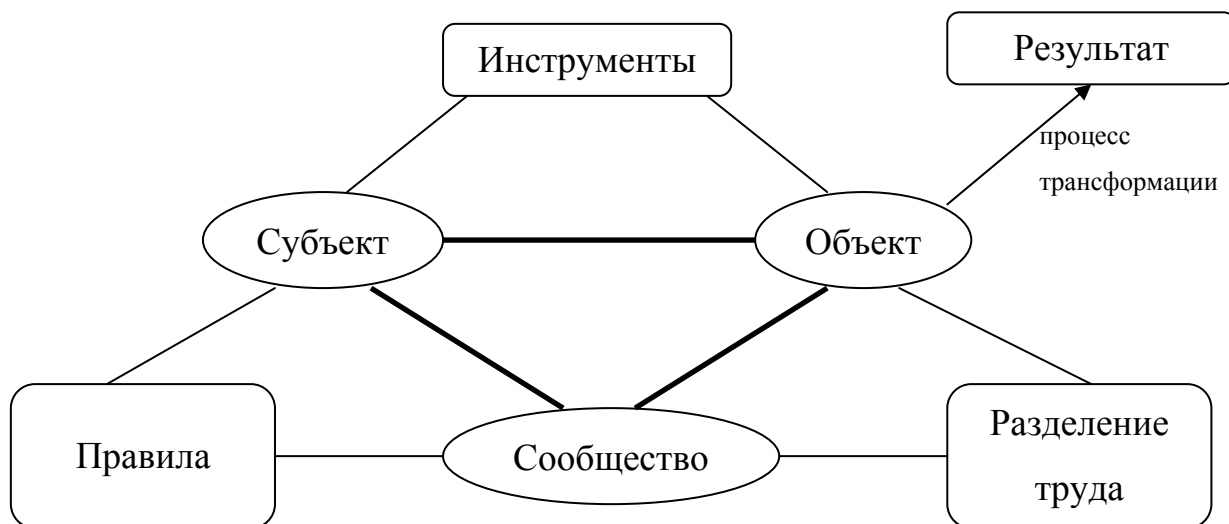 Инструменты
Результат
процесс
трансформации
Субъект
Объект
Правила
Сообщество
Разделение
труда